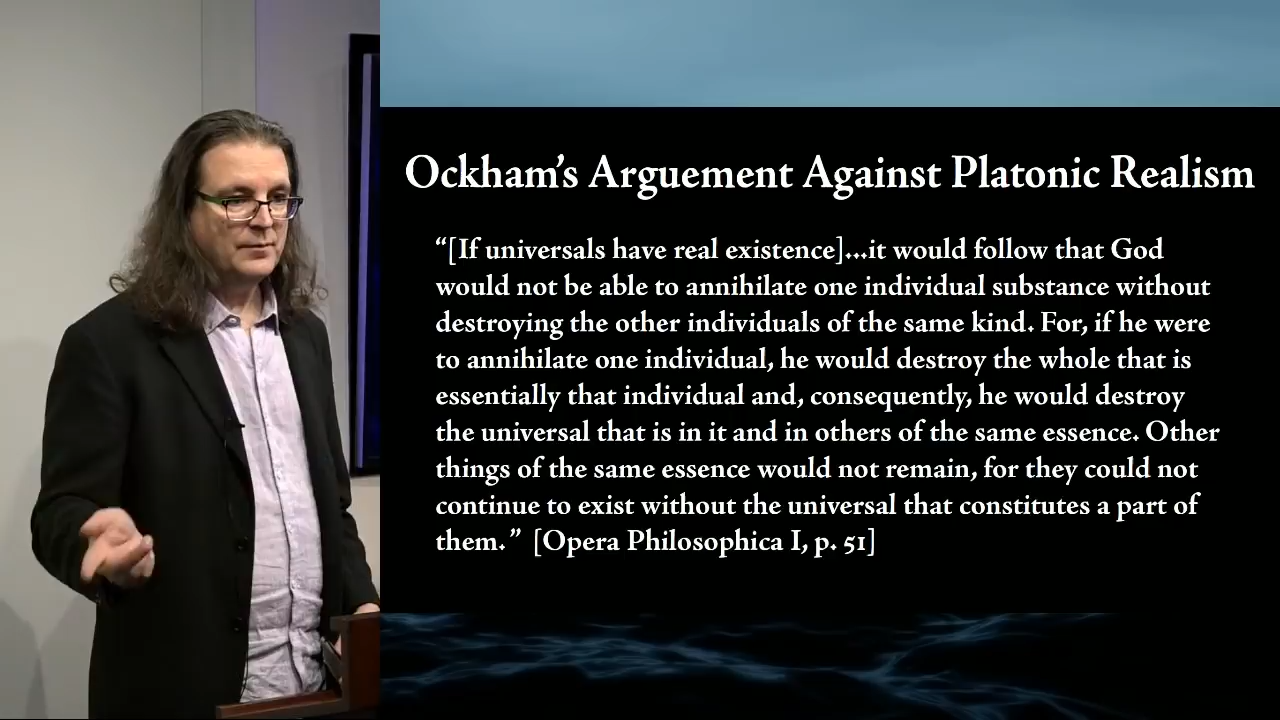 Ockham's Arguement Against Platonic Realism
“[If universals have real existence]...it would follow that God
would not be able to annihilate one individual substance without
destroying the other individuals of the same kind. For, if he were
to annihilate one individual, he would destroy the whole that is
essentially that individual and, consequently, he would destroy
the universal that is in it and in others of the same essence. Other
things of the same essence would not remain, for they could not
continue to exist without the universal that constitutes a part of
them.” [Opera Philosophica I, p. 51]